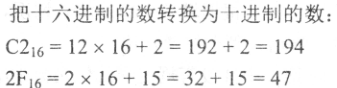 把十六进制的数转换为十进制的数：
C2₁₆ = 12 × 16 + 2 = 192 + 2 = 194
2F₁₆ = 2 × 16 + 15 = 32 + 15 = 47